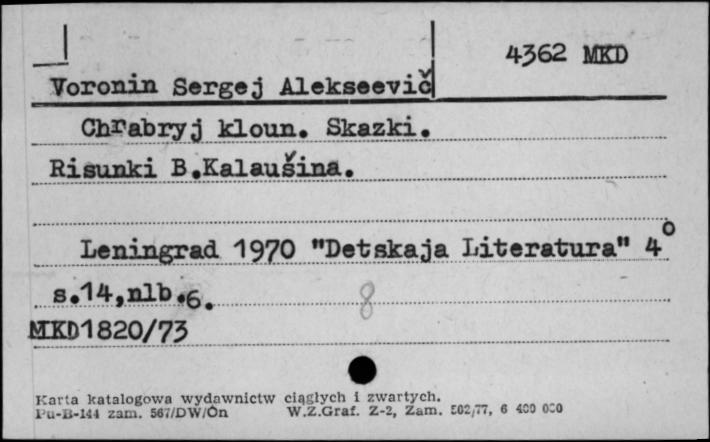 4362 MKD
Voronin Sergej Alekseevič
Chrabryj kloun. Skazki.
Risunki B.Kalaušina.
Leningrad 1970 "Detskaja Literatura" 4°
s.14,nlb.6.
8
MKD1820/73
Karta katalogowa wydawnictw ciągłych i zwartych.
Pu-B-144 zam. 567/DW/Ón W.Z.Graf. Z-2, Zam. 502/77, 6 400 000